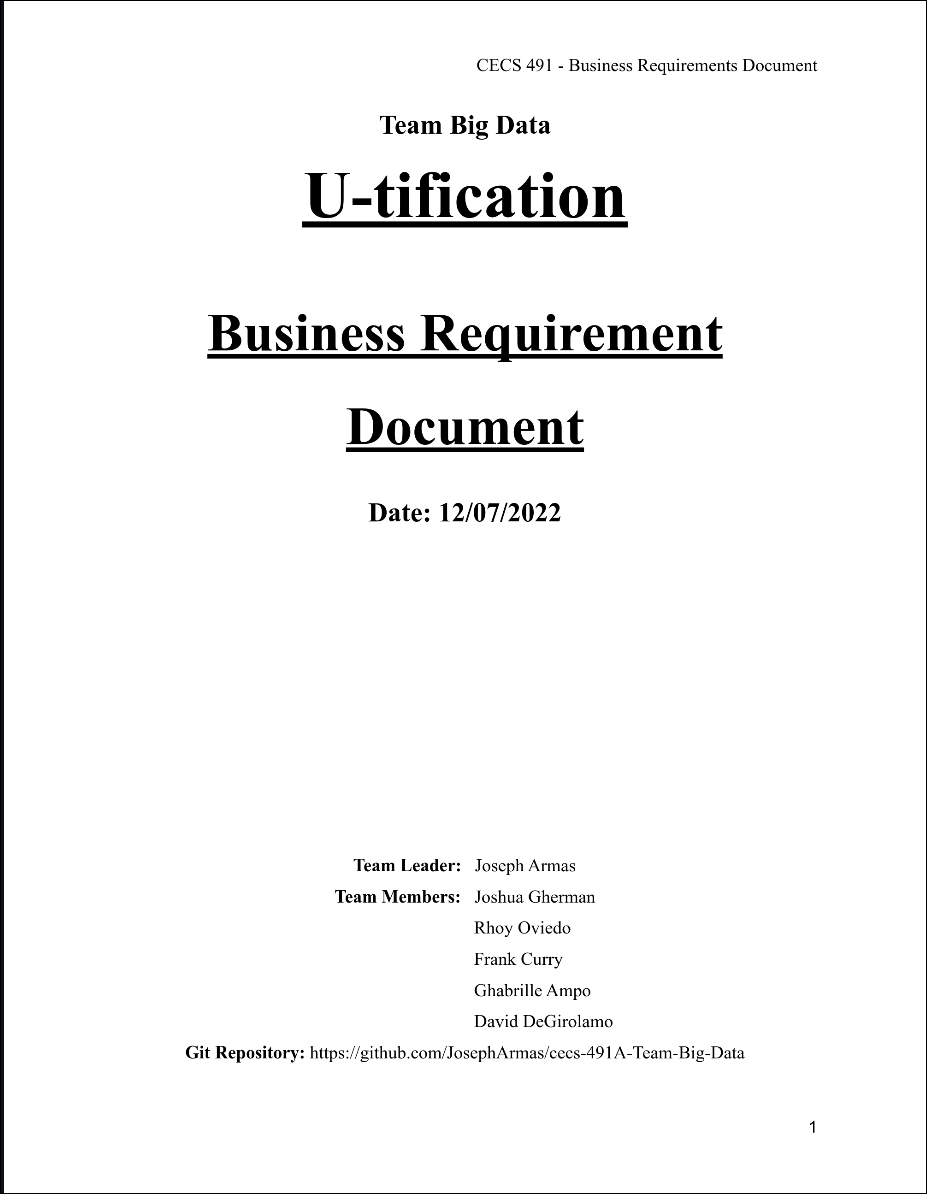 CECS 491 - Business Requirements Document
Team Big Data
U-tification
Business Requirement
Document
Date: 12/07/2022
Team Leader: Joseph Armas
Team Members: Joshua Gherman
Rhoy Oviedo
Frank Curry
Ghabrille Ampo
David DeGirolamo
Git Repository: https://github.com/JosephArmas/cecs-491A-Team-Big-Data
1